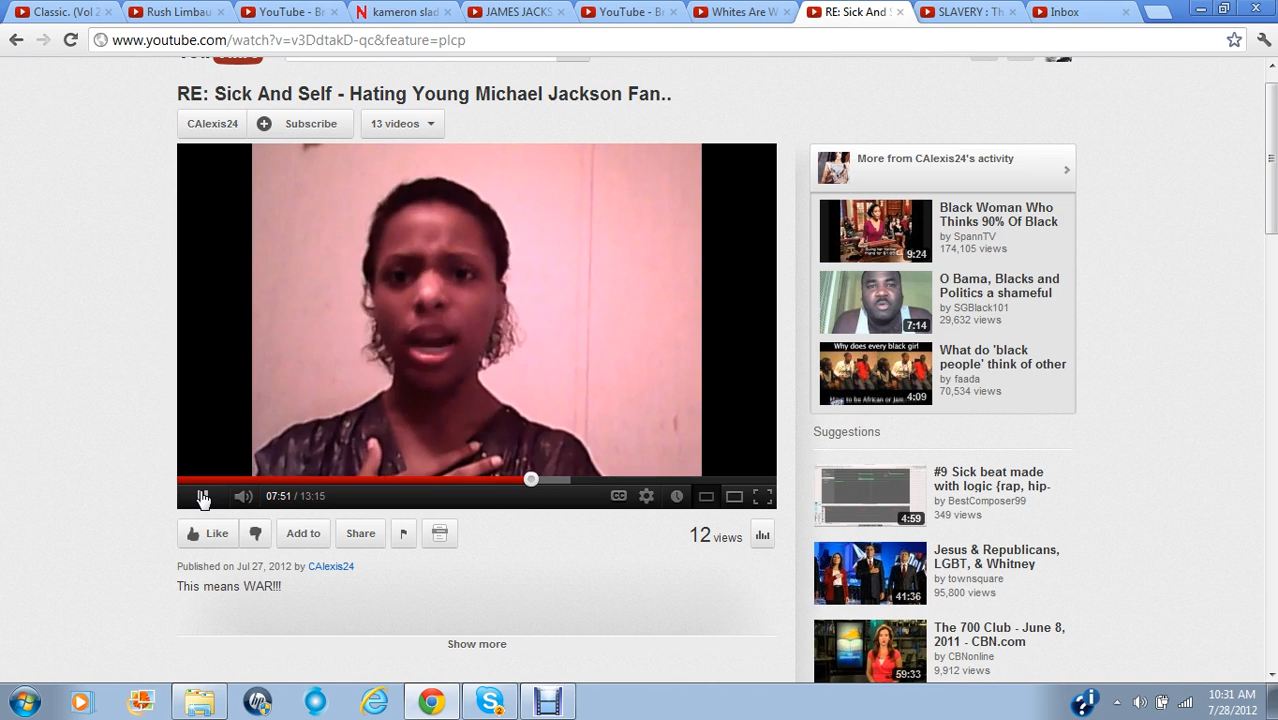 Classic. (Vol 2
Rush Limbau
YouTube - Br
kameron slad
JAMES JACKS
YouTube - Br
Whites Are W
RE: Sick And S
SLAVERY : Th
Inbox
www.youtube.com/watch?v=v3DdtakD-qc&feature=plcp
RE: Sick And Self - Hating Young Michael Jackson Fan..
CAlexis24
Subscribe
13 videos
More from CAlexis24's activity
Black Woman Who
Thinks 90% Of Black
by SpannTV
174,105 views
9:24
O Bama, Blacks and
Politics a shameful
by SGBlack101
29,632 views
7:14
Why does every black girl
What do 'black
people' think of other
by faada
70,534 views
4:09
Suggestions
#9 Sick beat made
with logic {rap, hip-
by BestComposer99
349 views
4:59
Jesus & Republicans,
LGBT, & Whitney
by townsquare
95,800 views
41:36
The 700 Club - June 8,
2011 - CBN.com
by CBNonline
9,912 views
59:33
07:51 / 13:15
CC
Like
Add to
Share
12 views
Published on Jul 27, 2012 by CAlexis24
This means WAR!!!
Show more
2
10:31 AM
7/28/2012